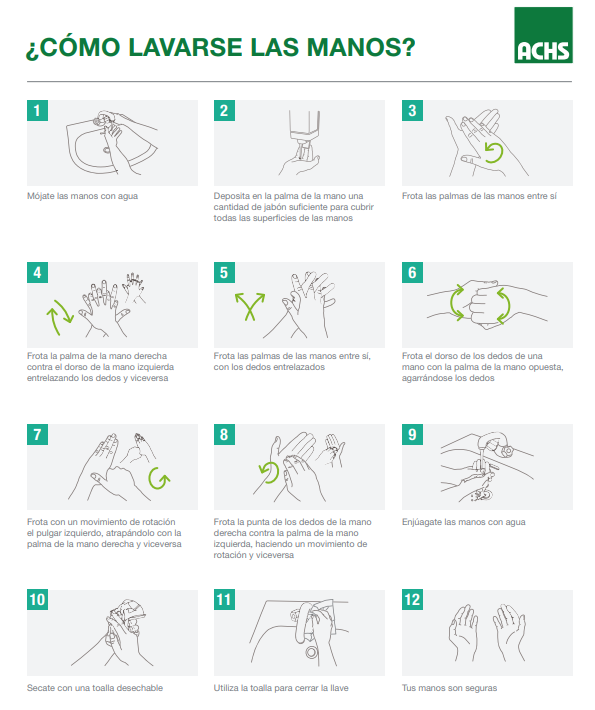 ¿CÓMO LAVARSE LAS MANOS?
ACHS
1
Mójate las manos con agua
2
Deposita en la palma de la mano una
cantidad de jabón suficiente para cubrir
todas las superficies de las manos
3
Frota las palmas de las manos entre sí
4
Frota la palma de la mano derecha
contra el dorso de la mano izquierda
entrelazando los dedos y viceversa
5
Frota las palmas de las manos entre sí,
con los dedos entrelazados
6
Frota el dorso de los dedos de una
mano con la palma de la mano opuesta,
agarrándose los dedos
7
Frota con un movimiento de rotación
el pulgar izquierdo, atrapándolo con la
palma de la mano derecha y viceversa
8
Frota la punta de los dedos de la mano
derecha contra la palma de la mano
izquierda, haciendo un movimiento de
rotación y viceversa
9
Enjúagate las manos con agua
10
Secate con una toalla desechable
11
Utiliza la toalla para cerrar la llave
12
Tus manos son seguras